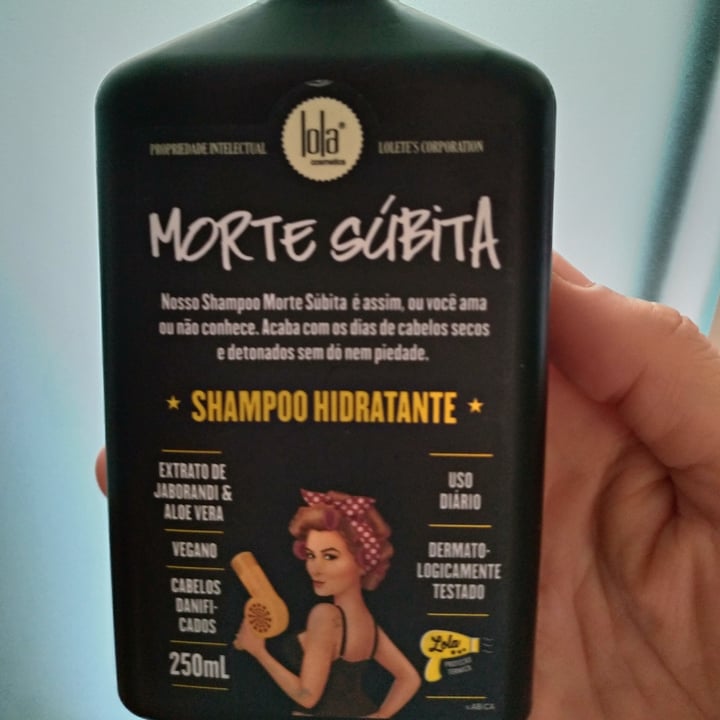 PROPRIEDADE INTELECTUAL
lola®
cosmetics
LOLETE'S CORPORATION
MORTE SÚBITA
Nosso Shampoo Morte Súbita é assim, ou você ama
ou não conhece. Acaba com os dias de cabelos secos
e detonados sem dó nem piedade.
★ SHAMPOO HIDRATANTE ★
EXTRATO DE
JABORANDI &
ALOE VERA
VEGANO
CABELOS
DANIFI-
CADOS
250mL
USO
DIÁRIO
DERMATO-
LOGICAMENTE
TESTADO
Lola
PROTEÇÃO
TÉRMICA